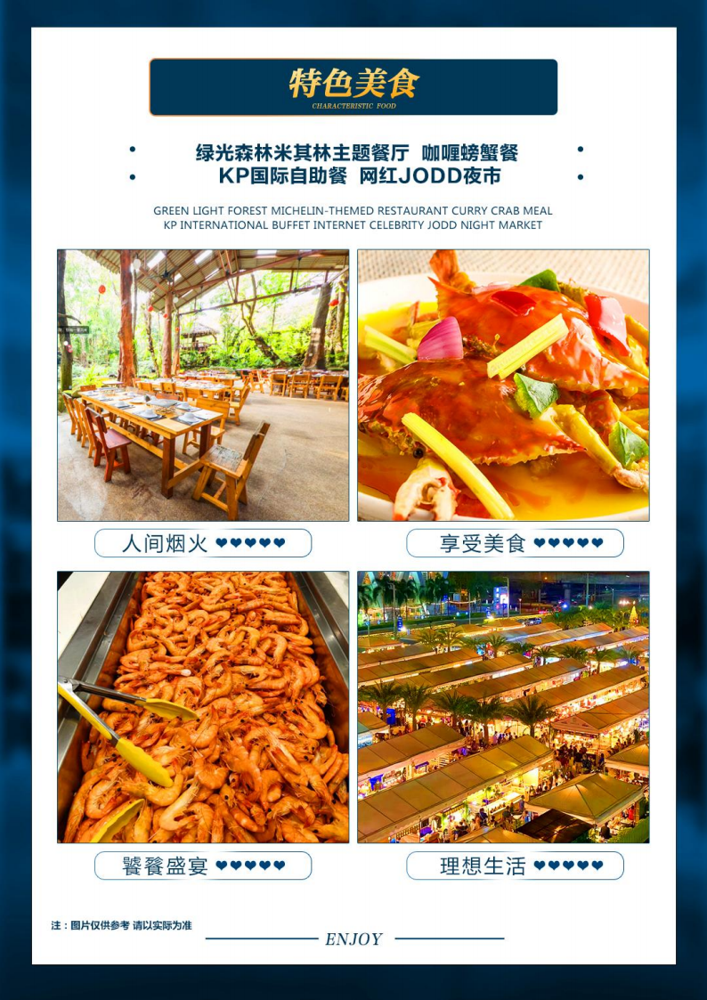 特色美食
CHARACTERISTIC FOOD
绿光森林米其林主题餐厅 咖喱螃蟹餐
KP国际自助餐 网红JODD夜市
GREEN LIGHT FOREST MICHELIN-THEMED RESTAURANT CURRY CRAB MEAL
KP INTERNATIONAL BUFFET INTERNET CELEBRITY JODD NIGHT MARKET
人间烟火 ♥♥♥♥♥
享受美食 ♥♥♥♥♥
饕餮盛宴 ♥♥♥♥♥
理想生活 ♥♥♥♥♥
注：图片仅供参考 请以实际为准
ENJOY